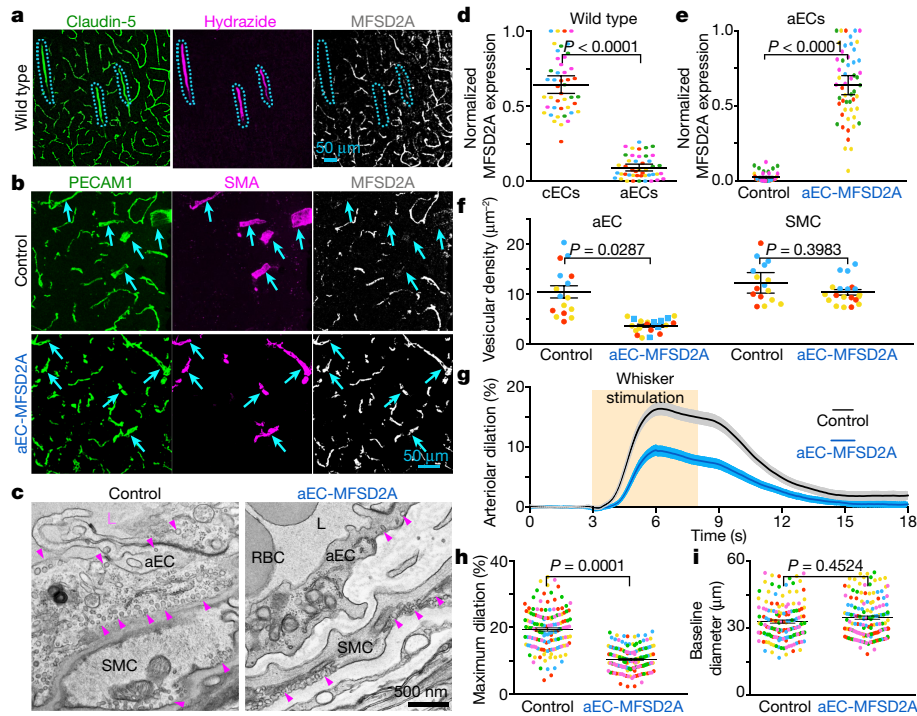 a
Claudin-5
Hydrazide
MFSD2A
Wild type
50 μm
b
PECAM1
SMA
MFSD2A
Control
aEC-MFSD2A
50 μm
c
Control
aEC-MFSD2A
L
aEC
SMC
L
RBC
aEC
SMC
500 nm
d
Wild type
Normalized
MFSD2A expression
1.0
0.5
0.0
P < 0.0001
cECs
aECs
e
aECs
Normalized
MFSD2A expression
1.0
0.5
0.0
P < 0.0001
Control
aEC-MFSD2A
f
Vesicular density (μm⁻²)
30
20
10
0
aEC
P = 0.0287
Control
aEC-MFSD2A
SMC
P = 0.3983
Control
aEC-MFSD2A
g
Arteriolar dilation (%)
20
10
0
Whisker
stimulation
Control
aEC-MFSD2A
0 3 6 9 12 15 18
Time (s)
h
Maximum dilation (%)
40
30
20
10
0
P = 0.0001
Control
aEC-MFSD2A
i
Baseline
diameter (μm)
60
30
0
P = 0.4524
Control
aEC-MFSD2A